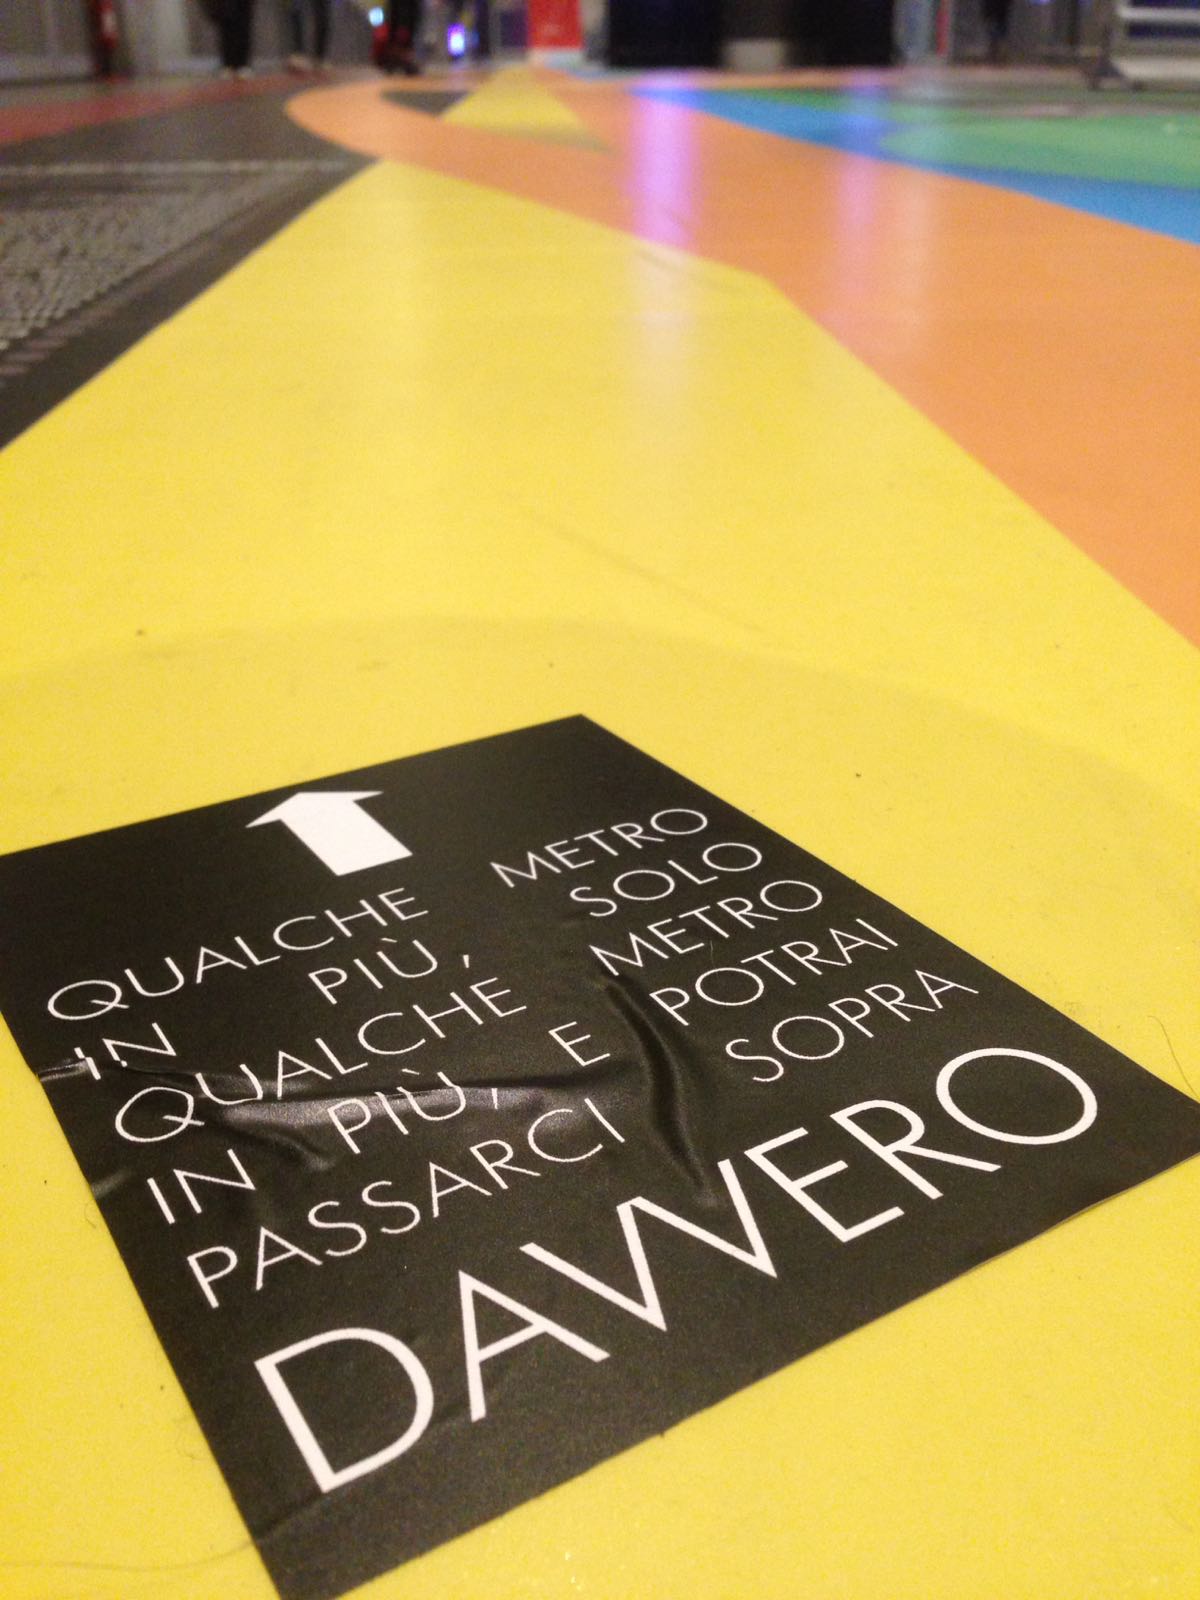 QUALCHE METRO
IN PIÙ, SOLO
QUALCHE METRO
IN PIÙ, E POTRAI
PASSARCI SOPRA
DAVVERO